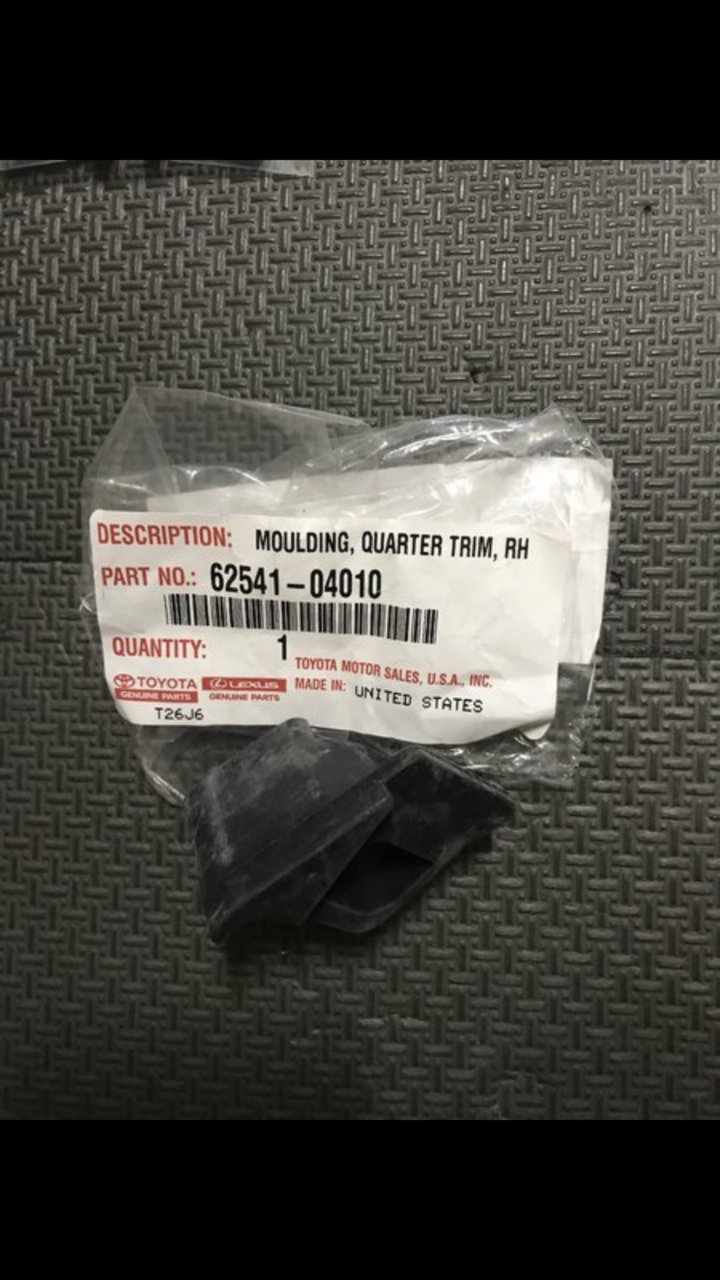 DESCRIPTION: MOULDING, QUARTER TRIM, RH
PART NO.: 62541-04010
QUANTITY: 1
TOYOTA MOTOR SALES, U.S.A., INC.
TOYOTA LEXUS MADE IN: UNITED STATES
GENUINE PARTS GENUINE PARTS
T26J6